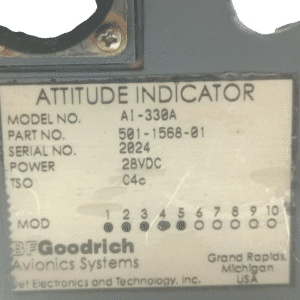 ATTITUDE INDICATOR
MODEL NO. AI-330A
PART NO. 501-1568-01
SERIAL NO. 2024
POWER 28VDC
TSO C4c
1 2 3 4 5 6 7 8 9 10
MOD
BFGoodrich
Avionics Systems
Jet Electronics and Technology, Inc.
Grand Rapids,
Michigan
USA